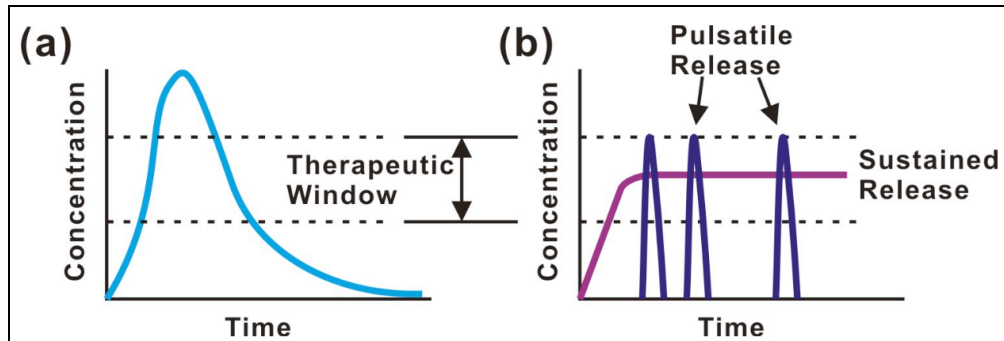 (a)
Concentration
Time
Therapeutic
Window
(b)
Pulsatile
Release
Concentration
Sustained
Release
Time